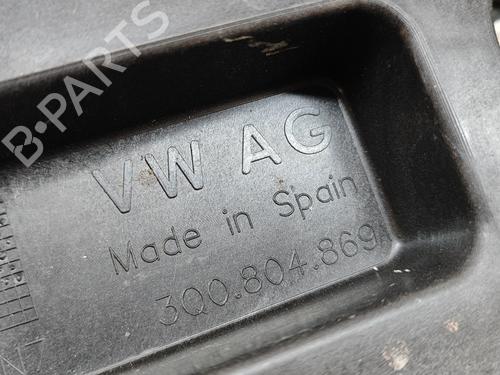 B-PARTS
VW AG
Made in Spain
3Q0.804.869